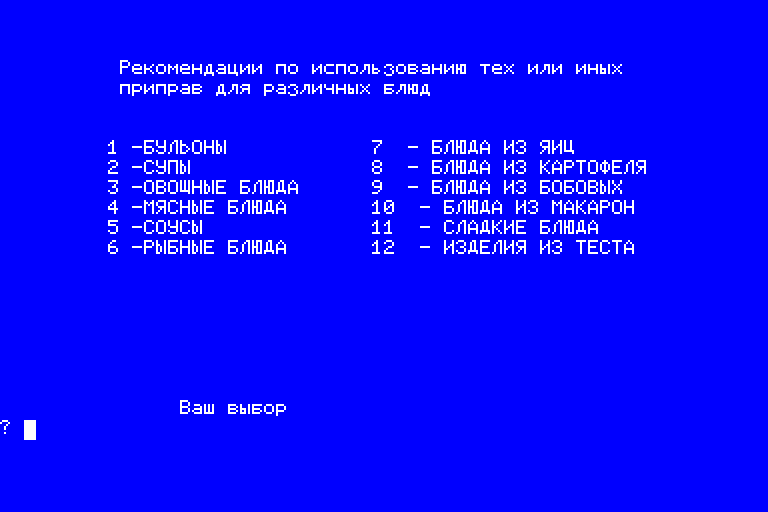 Рекомендации по использованию тех или иных
приправ для различных блюд
1 -БУЛЬОНЫ 7 - БЛЮДА ИЗ ЯИЦ
2 -СУПЫ 8 - БЛЮДА ИЗ КАРТОФЕЛЯ
3 -ОВОЩНЫЕ БЛЮДА 9 - БЛЮДА ИЗ БОБОВЫХ
4 -МЯСНЫЕ БЛЮДА 10 - БЛЮДА ИЗ МАКАРОН
5 -СОУСЫ 11 - СЛАДКИЕ БЛЮДА
6 -РЫБНЫЕ БЛЮДА 12 - ИЗДЕЛИЯ ИЗ ТЕСТА
Ваш выбор
?